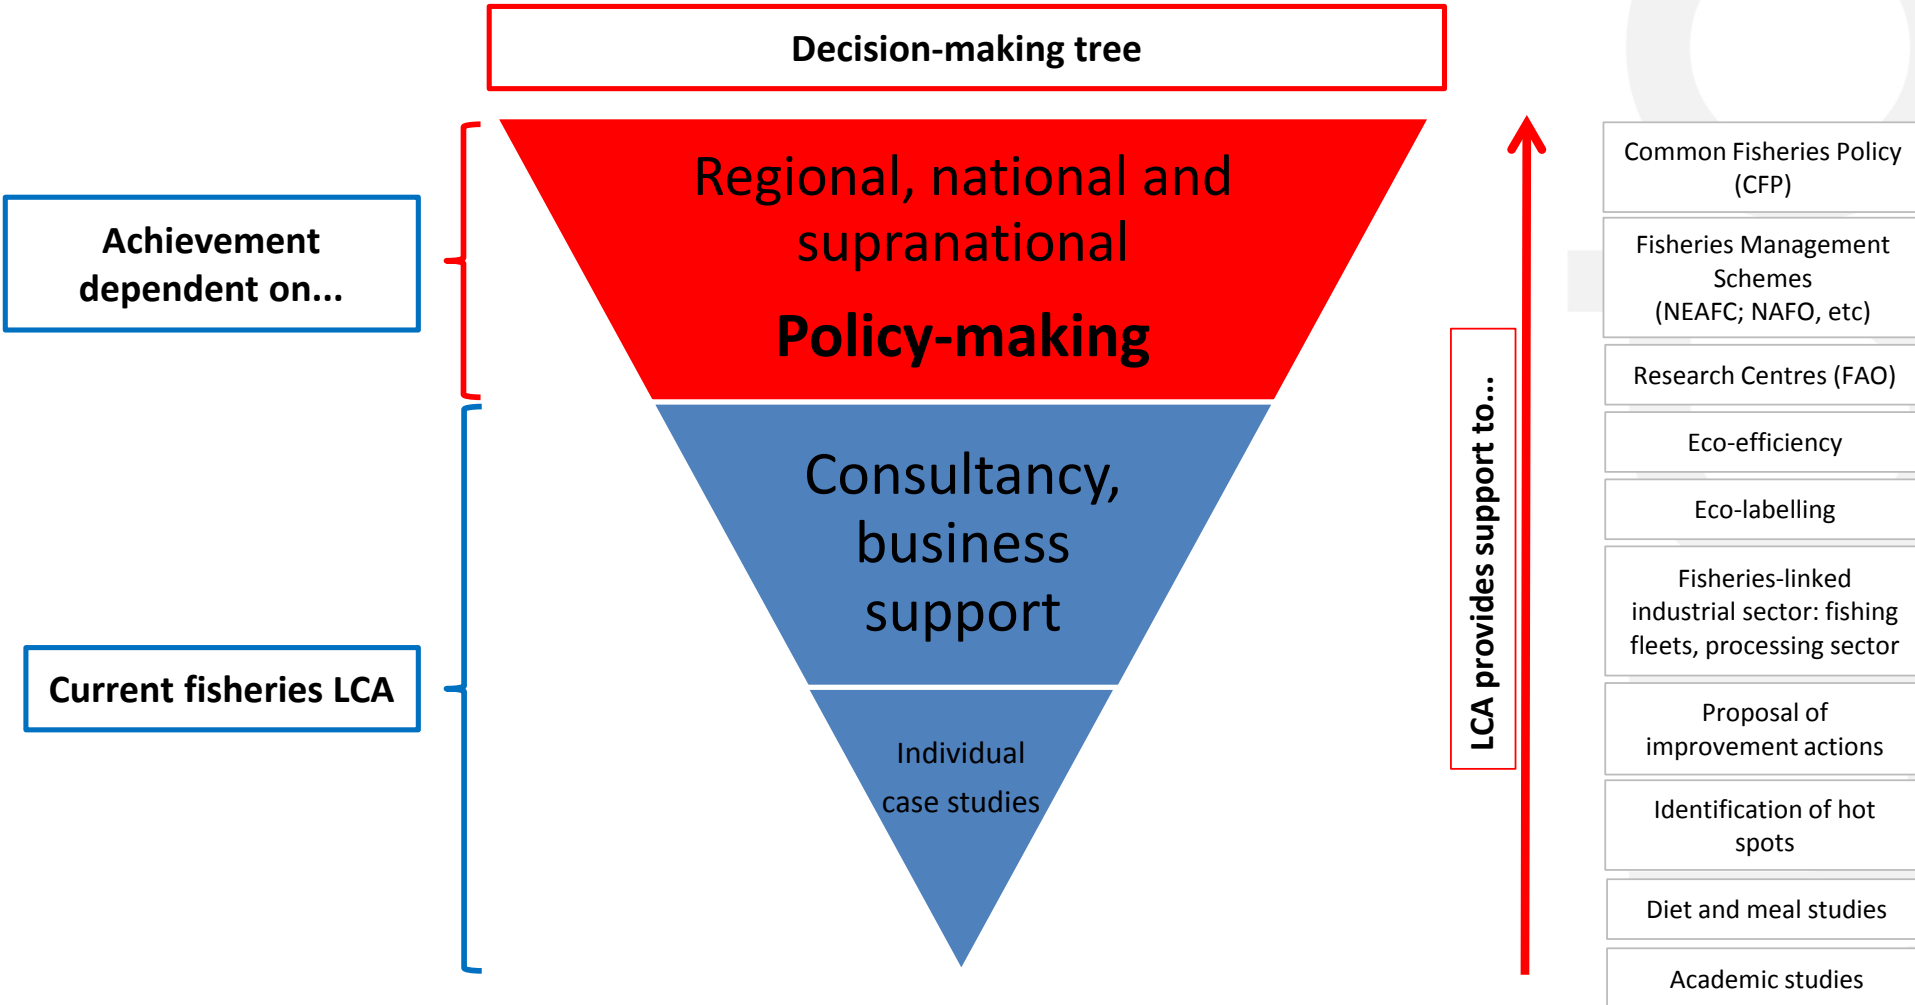 Decision-making tree
Achievement
dependent on...
Current fisheries LCA
Regional, national and
supranational
Policy-making
Consultancy,
business
support
Individual
case studies
LCA provides support to...
Common Fisheries Policy
(CFP)
Fisheries Management
Schemes
(NEAFC; NAFO, etc)
Research Centres (FAO)
Eco-efficiency
Eco-labelling
Fisheries-linked
industrial sector: fishing
fleets, processing sector
Proposal of
improvement actions
Identification of hot
spots
Diet and meal studies
Academic studies